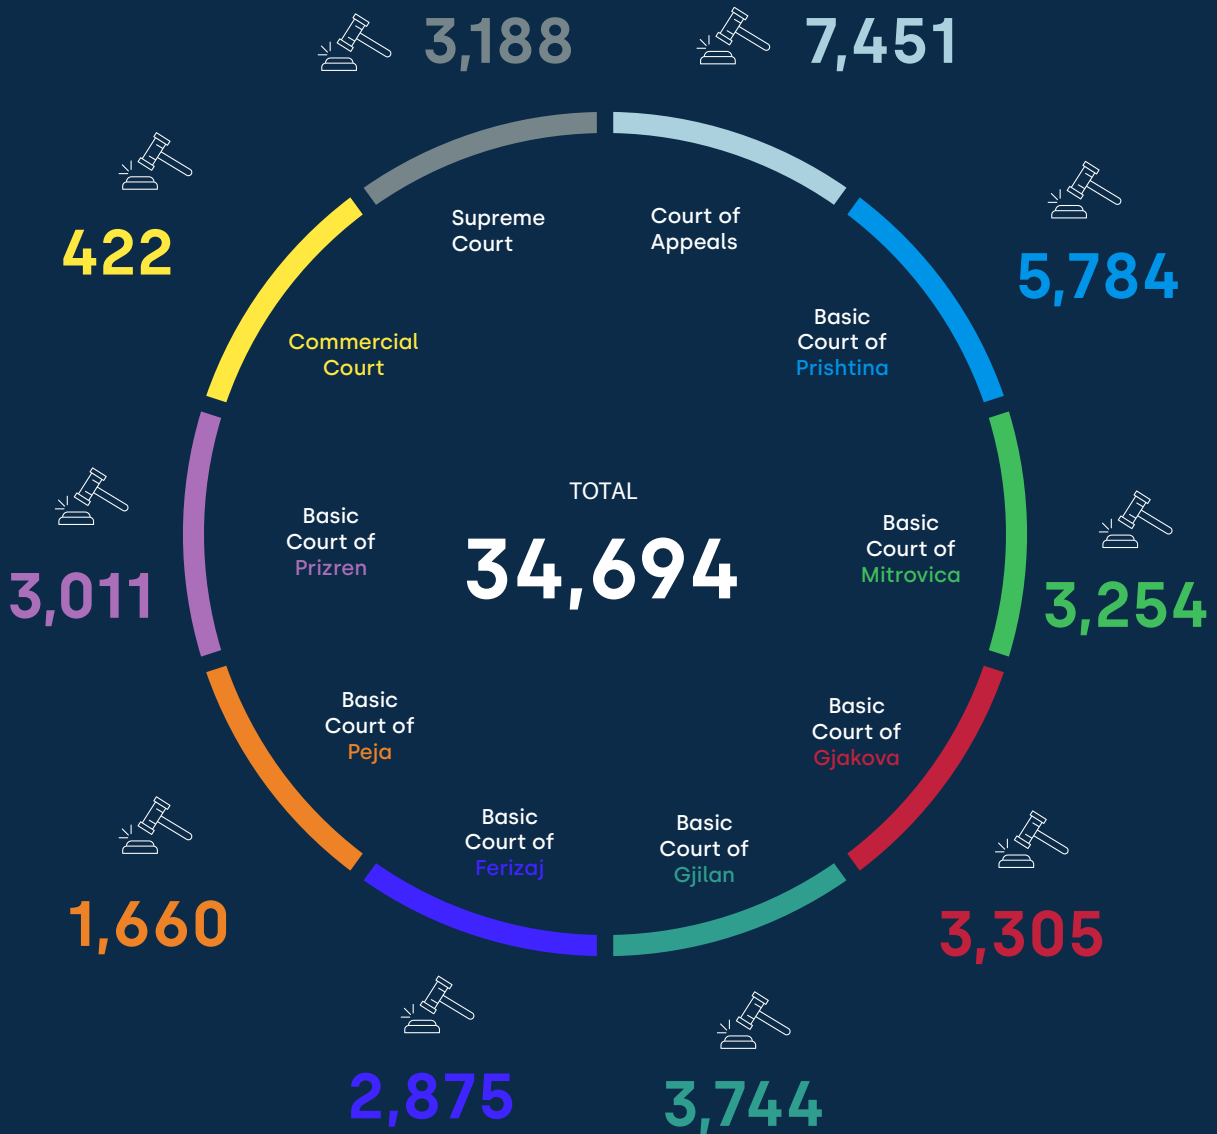 3,188
7,451
422
5,784
Supreme
Court
Court of
Appeals
Commercial
Court
Basic
Court of
Prishtina
TOTAL
34,694
Basic
Court of
Prizren
Basic
Court of
Mitrovica
3,011
3,254
Basic
Court of
Peja
Basic
Court of
Gjakova
Basic
Court of
Ferizaj
Basic
Court of
Gjilan
1,660
3,305
2,875
3,744